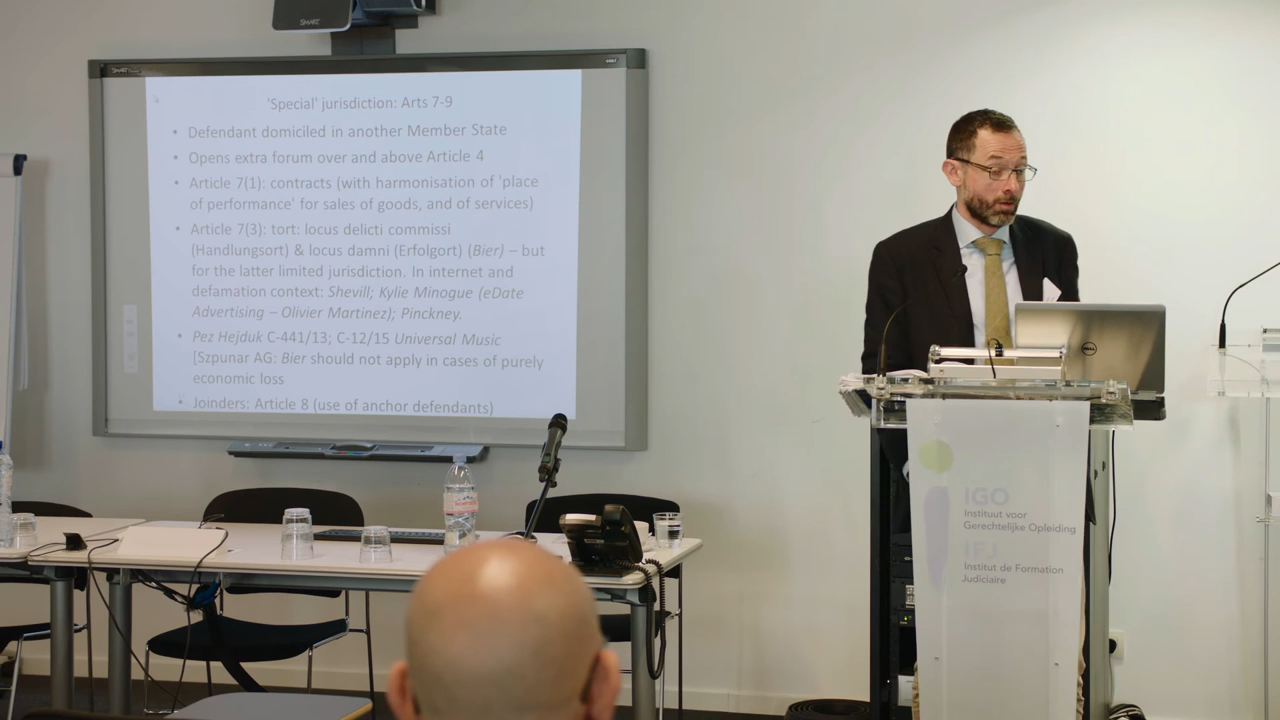 SMART
SMART
'Special' jurisdiction: Arts 7-9
• Defendant domiciled in another Member State
• Opens extra forum over and above Article 4
• Article 7(1): contracts (with harmonisation of 'place
of performance' for sales of goods, and of services)
• Article 7(3): tort: locus delicti commissi
(Handlungsort) & locus damni (Erfolgort) (Bier) – but
for the latter limited jurisdiction. In internet and
defamation context: Shevill; Kylie Minogue (eDate
Advertising – Olivier Martinez); Pinckney.
• Pez Hejduk C-441/13; C-12/15 Universal Music
[Szpunar AG: Bier should not apply in cases of purely
economic loss
• Joinders: Article 8 (use of anchor defendants)
DELL
IGO
Instituut voor
Gerechtelijke Opleiding
IFJ
Institut de Formation
Judiciaire